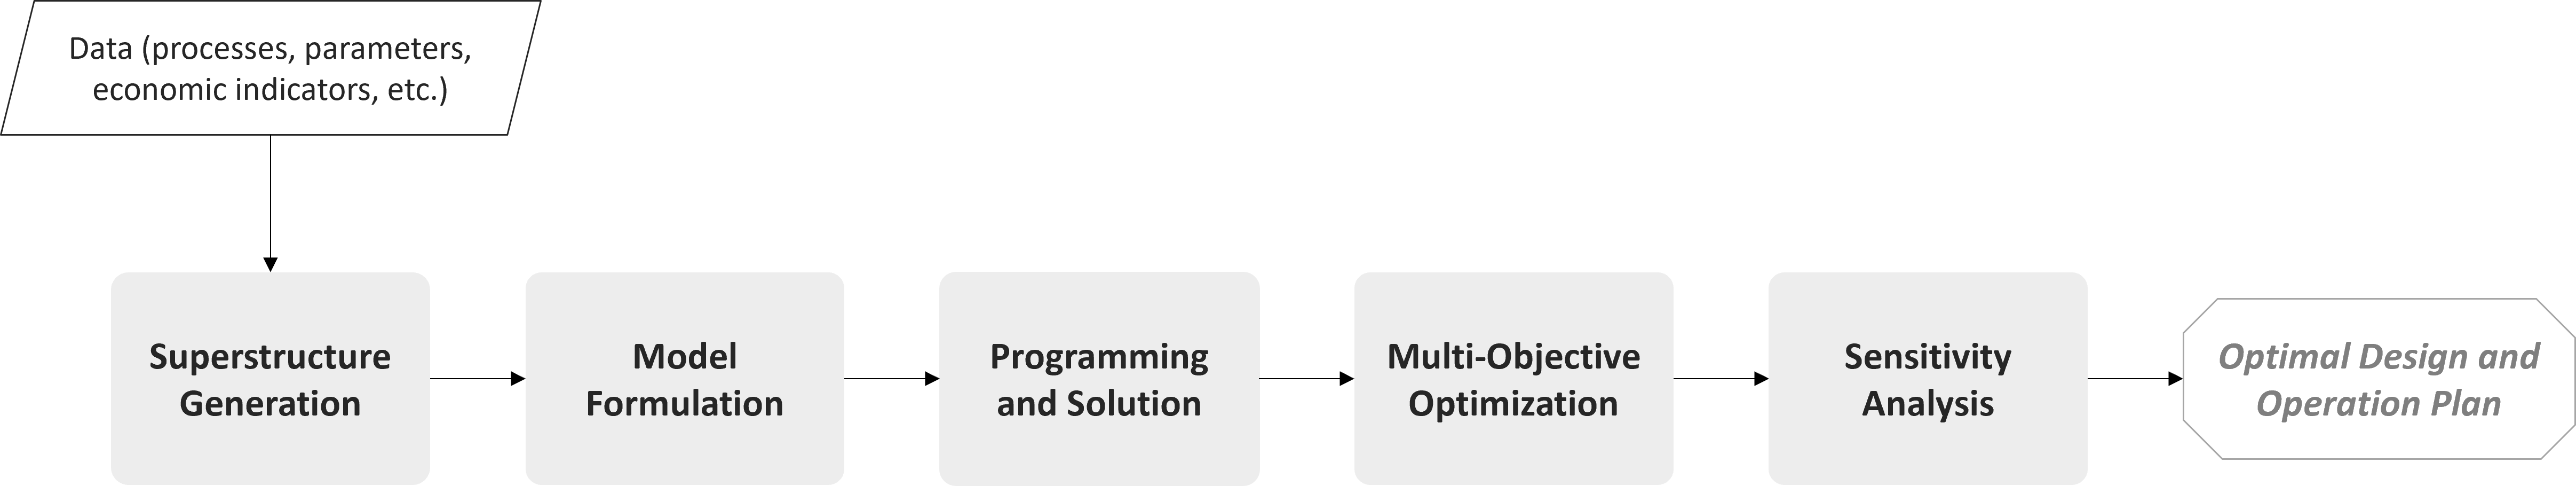 Data (processes, parameters,
economic indicators, etc.)
Superstructure
Generation
Model
Formulation
Programming
and Solution
Multi-Objective
Optimization
Sensitivity
Analysis
Optimal Design and
Operation Plan